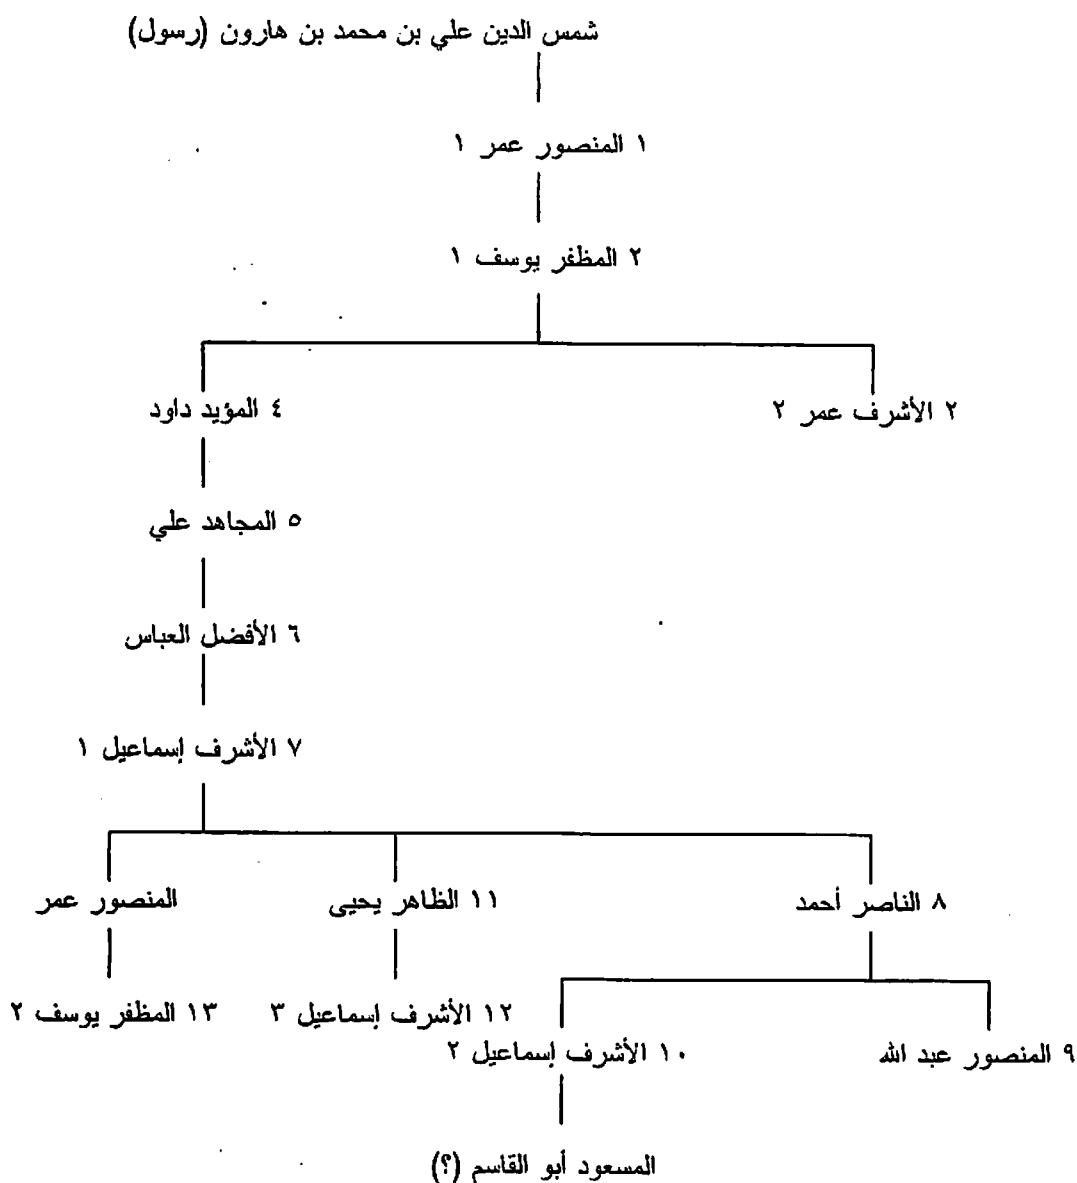 شمس الدين علي بن محمد بن هارون (رسول)
١ المنصور عمر ١
٢ المظفر يوسف ١
٢ الأشرف عمر ٢
٤ المؤيد داود
٥ المجاهد علي
٦ الأفضل العباس
٧ الأشرف إسماعيل ١
٨ الناصر أحمد
١١ الظاهر يحيى
المنصور عمر
١٢ الأشرف إسماعيل ٣
١٣ المظفر يوسف ٢
٩ المنصور عبد الله
١٠ الأشرف إسماعيل ٢
المسعود أبو القاسم (؟)